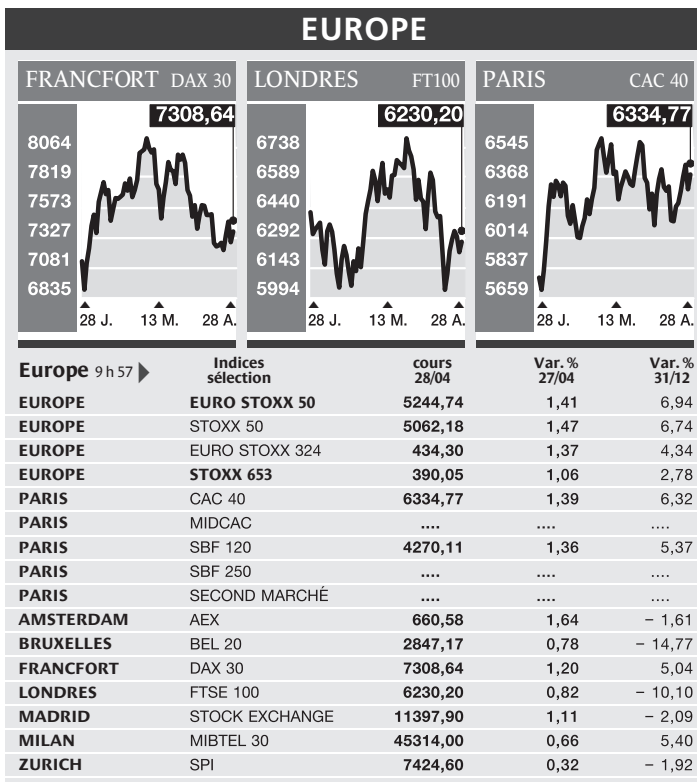 EUROPE
FRANCFORT DAX 30
7308,64
8064
7819
7573
7327
7081
6835
28 J. 13 M. 28 A.
LONDRES FT100
6230,20
6738
6589
6440
6292
6143
5994
28 J. 13 M. 28 A.
PARIS CAC 40
6334,77
6545
6368
6191
6014
5837
5659
28 J. 13 M. 28 A.
Europe 9 h 57 Indices sélection cours 28/04 Var. % 27/04 Var. % 31/12
EUROPE EURO STOXX 50 5244,74 1,41 6,94
EUROPE STOXX 50 5062,18 1,47 6,74
EUROPE EURO STOXX 324 434,30 1,37 4,34
EUROPE STOXX 653 390,05 1,06 2,78
PARIS CAC 40 6334,77 1,39 6,32
PARIS MIDCAC .... .... ....
PARIS SBF 120 4270,11 1,36 5,37
PARIS SBF 250 .... .... ....
PARIS SECOND MARCHÉ .... .... ....
AMSTERDAM AEX 660,58 1,64 – 1,61
BRUXELLES BEL 20 2847,17 0,78 – 14,77
FRANCFORT DAX 30 7308,64 1,20 5,04
LONDRES FTSE 100 6230,20 0,82 – 10,10
MADRID STOCK EXCHANGE 11397,90 1,11 – 2,09
MILAN MIBTEL 30 45314,00 0,66 5,40
ZURICH SPI 7424,60 0,32 – 1,92